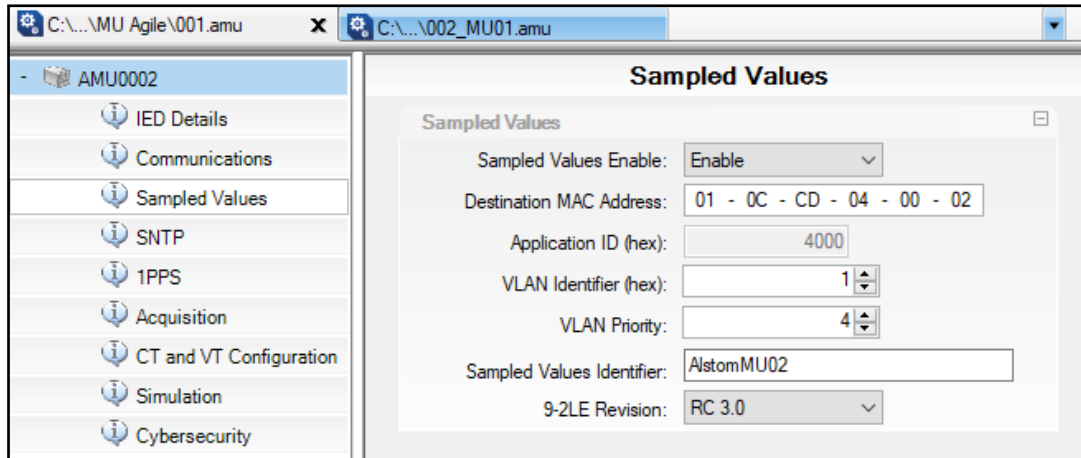 C:\...\MU Agile\001.amu X C:\...\002_MU01.amu
- AMU0002
IED Details
Communications
Sampled Values
SNTP
1PPS
Acquisition
CT and VT Configuration
Simulation
Cybersecurity
Sampled Values
Sampled Values
Sampled Values Enable: Enable
Destination MAC Address: 01 - 0C - CD - 04 - 00 - 02
Application ID (hex): 4000
VLAN Identifier (hex): 1
VLAN Priority: 4
Sampled Values Identifier: AlstomMU02
9-2LE Revision: RC 3.0